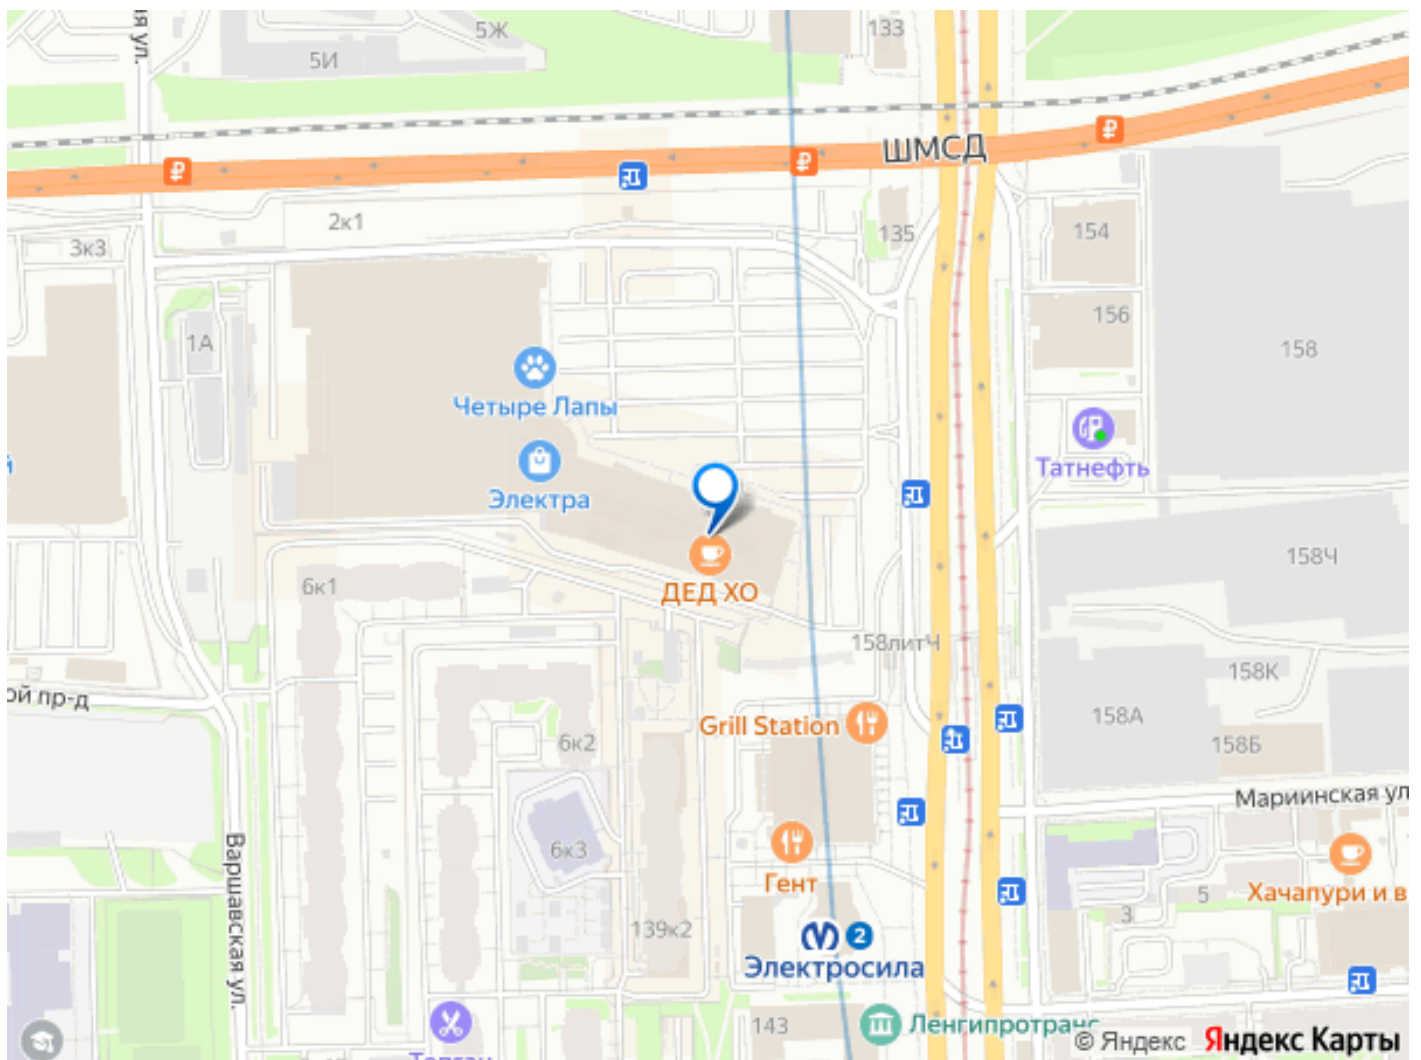 ая ул.
5Ж
5И
133
ШМСД
2к1
3к3
135
154
156
1А
158
Четыре Лапы
Электра
Татнефть
й
158Ч
6к1
ДЕД ХО
158литЧ
158К
ой пр-д
Grill Station
158А
158Б
6к2
Мариинская ул
Варшавская ул.
6к3
Гент
Хачапури и в
5
3
139к2
2
Электросила
143
Ленгипротранс
© Яндекс Яндекс Карты